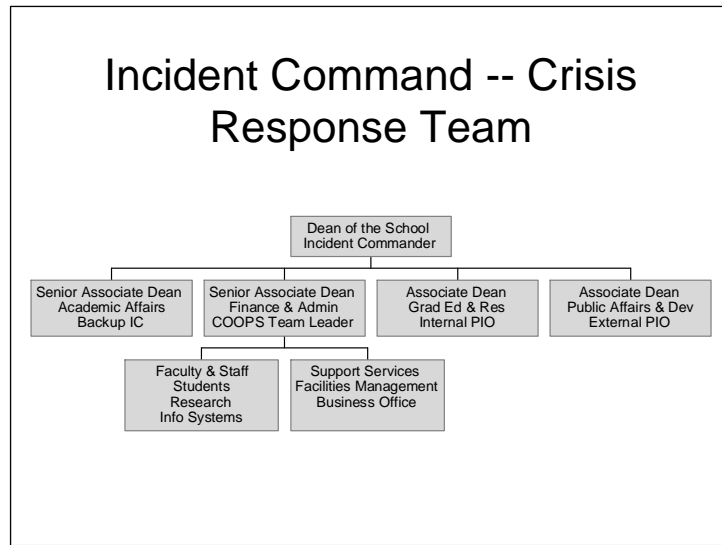 Incident Command -- Crisis
Response Team
Dean of the School
Incident Commander
Senior Associate Dean
Academic Affairs
Backup IC
Senior Associate Dean
Finance & Admin
COOPS Team Leader
Associate Dean
Grad Ed & Res
Internal PIO
Associate Dean
Public Affairs & Dev
External PIO
Faculty & Staff
Students
Research
Info Systems
Support Services
Facilities Management
Business Office